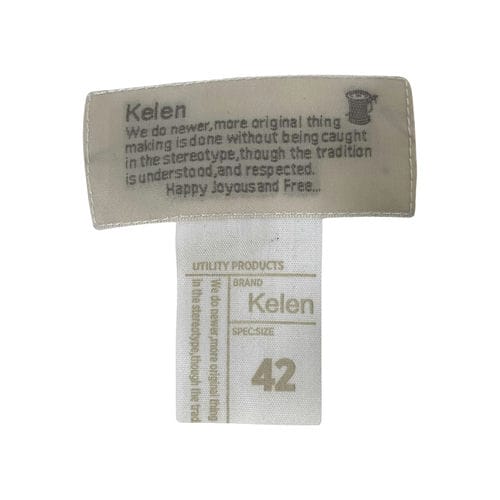 Kelen
We do newer,more original thing
making is done without being caught
in the stereotype,though the tradition
is understood,and respected.
Happy Joyous and Free...
UTILITY PRODUCTS
BRAND
Kelen
SPEC:SIZE
42
We do newer,more original thing
in the stereotype,though the trad